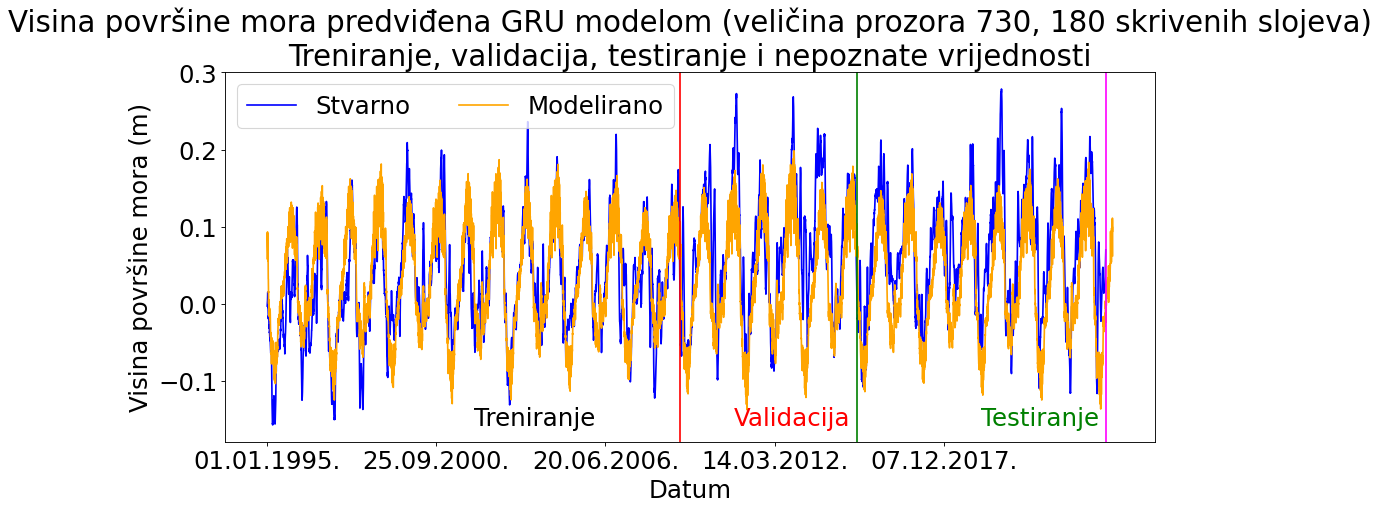 Visina površine mora predviđena GRU modelom (veličina prozora 730, 180 skrivenih slojeva)
Treniranje, validacija, testiranje i nepoznate vrijednosti
Stvarno
Modelirano
Visina površine mora (m)
0.3
0.2
0.1
0.0
−0.1
Treniranje
Validacija
Testiranje
01.01.1995.
25.09.2000.
20.06.2006.
14.03.2012.
07.12.2017.
Datum